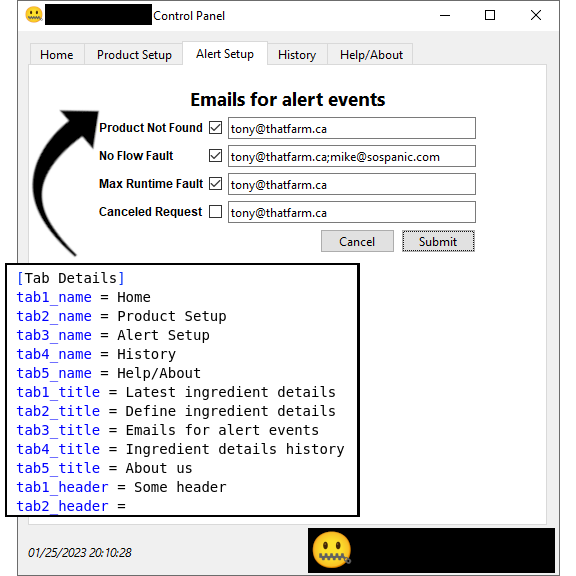 Control Panel
Home Product Setup Alert Setup History Help/About
Emails for alert events
Product Not Found tony@thatfarm.ca
No Flow Fault tony@thatfarm.ca;mike@sospanic.com
Max Runtime Fault tony@thatfarm.ca
Canceled Request tony@thatfarm.ca
Cancel Submit
[Tab Details]
tab1_name = Home
tab2_name = Product Setup
tab3_name = Alert Setup
tab4_name = History
tab5_name = Help/About
tab1_title = Latest ingredient details
tab2_title = Define ingredient details
tab3_title = Emails for alert events
tab4_title = Ingredient details history
tab5_title = About us
tab1_header = Some header
tab2_header =
01/25/2023 20:10:28